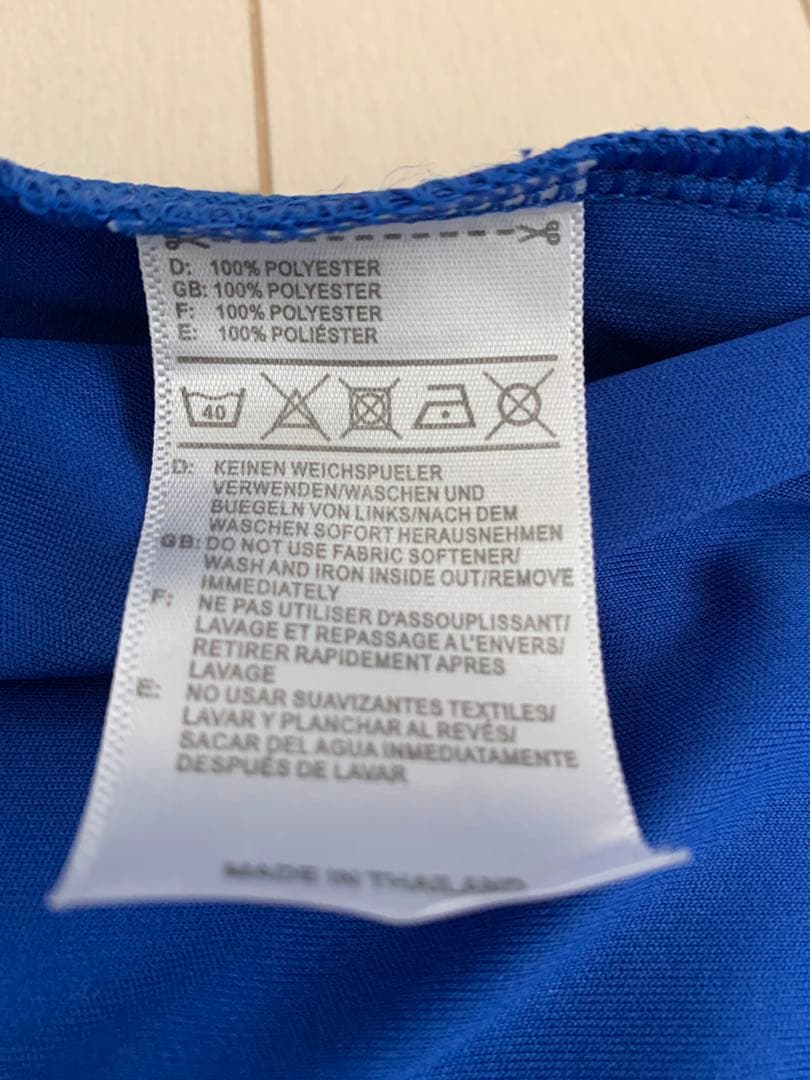 D: 100% POLYESTER
GB: 100% POLYESTER
F: 100% POLYESTER
E: 100% POLIÉSTER
40
D: KEINEN WEICHSPUELER
VERWENDEN/WASCHEN UND
BUEGELN VON LINKS/NACH DEM
WASCHEN SOFORT HERAUSNEHMEN
GB: DO NOT USE FABRIC SOFTENER/
WASH AND IRON INSIDE OUT/REMOVE
IMMEDIATELY
F: NE PAS UTILISER D'ASSOUPLISSANT/
LAVAGE ET REPASSAGE A L'ENVERS/
RETIRER RAPIDEMENT APRES
LAVAGE
E: NO USAR SUAVIZANTES TEXTILES/
LAVAR Y PLANCHAR AL REVÉS/
SACAR DEL AGUA INMEDIATAMENTE
DESPUÉS DE LAVAR
MADE IN THAILAND